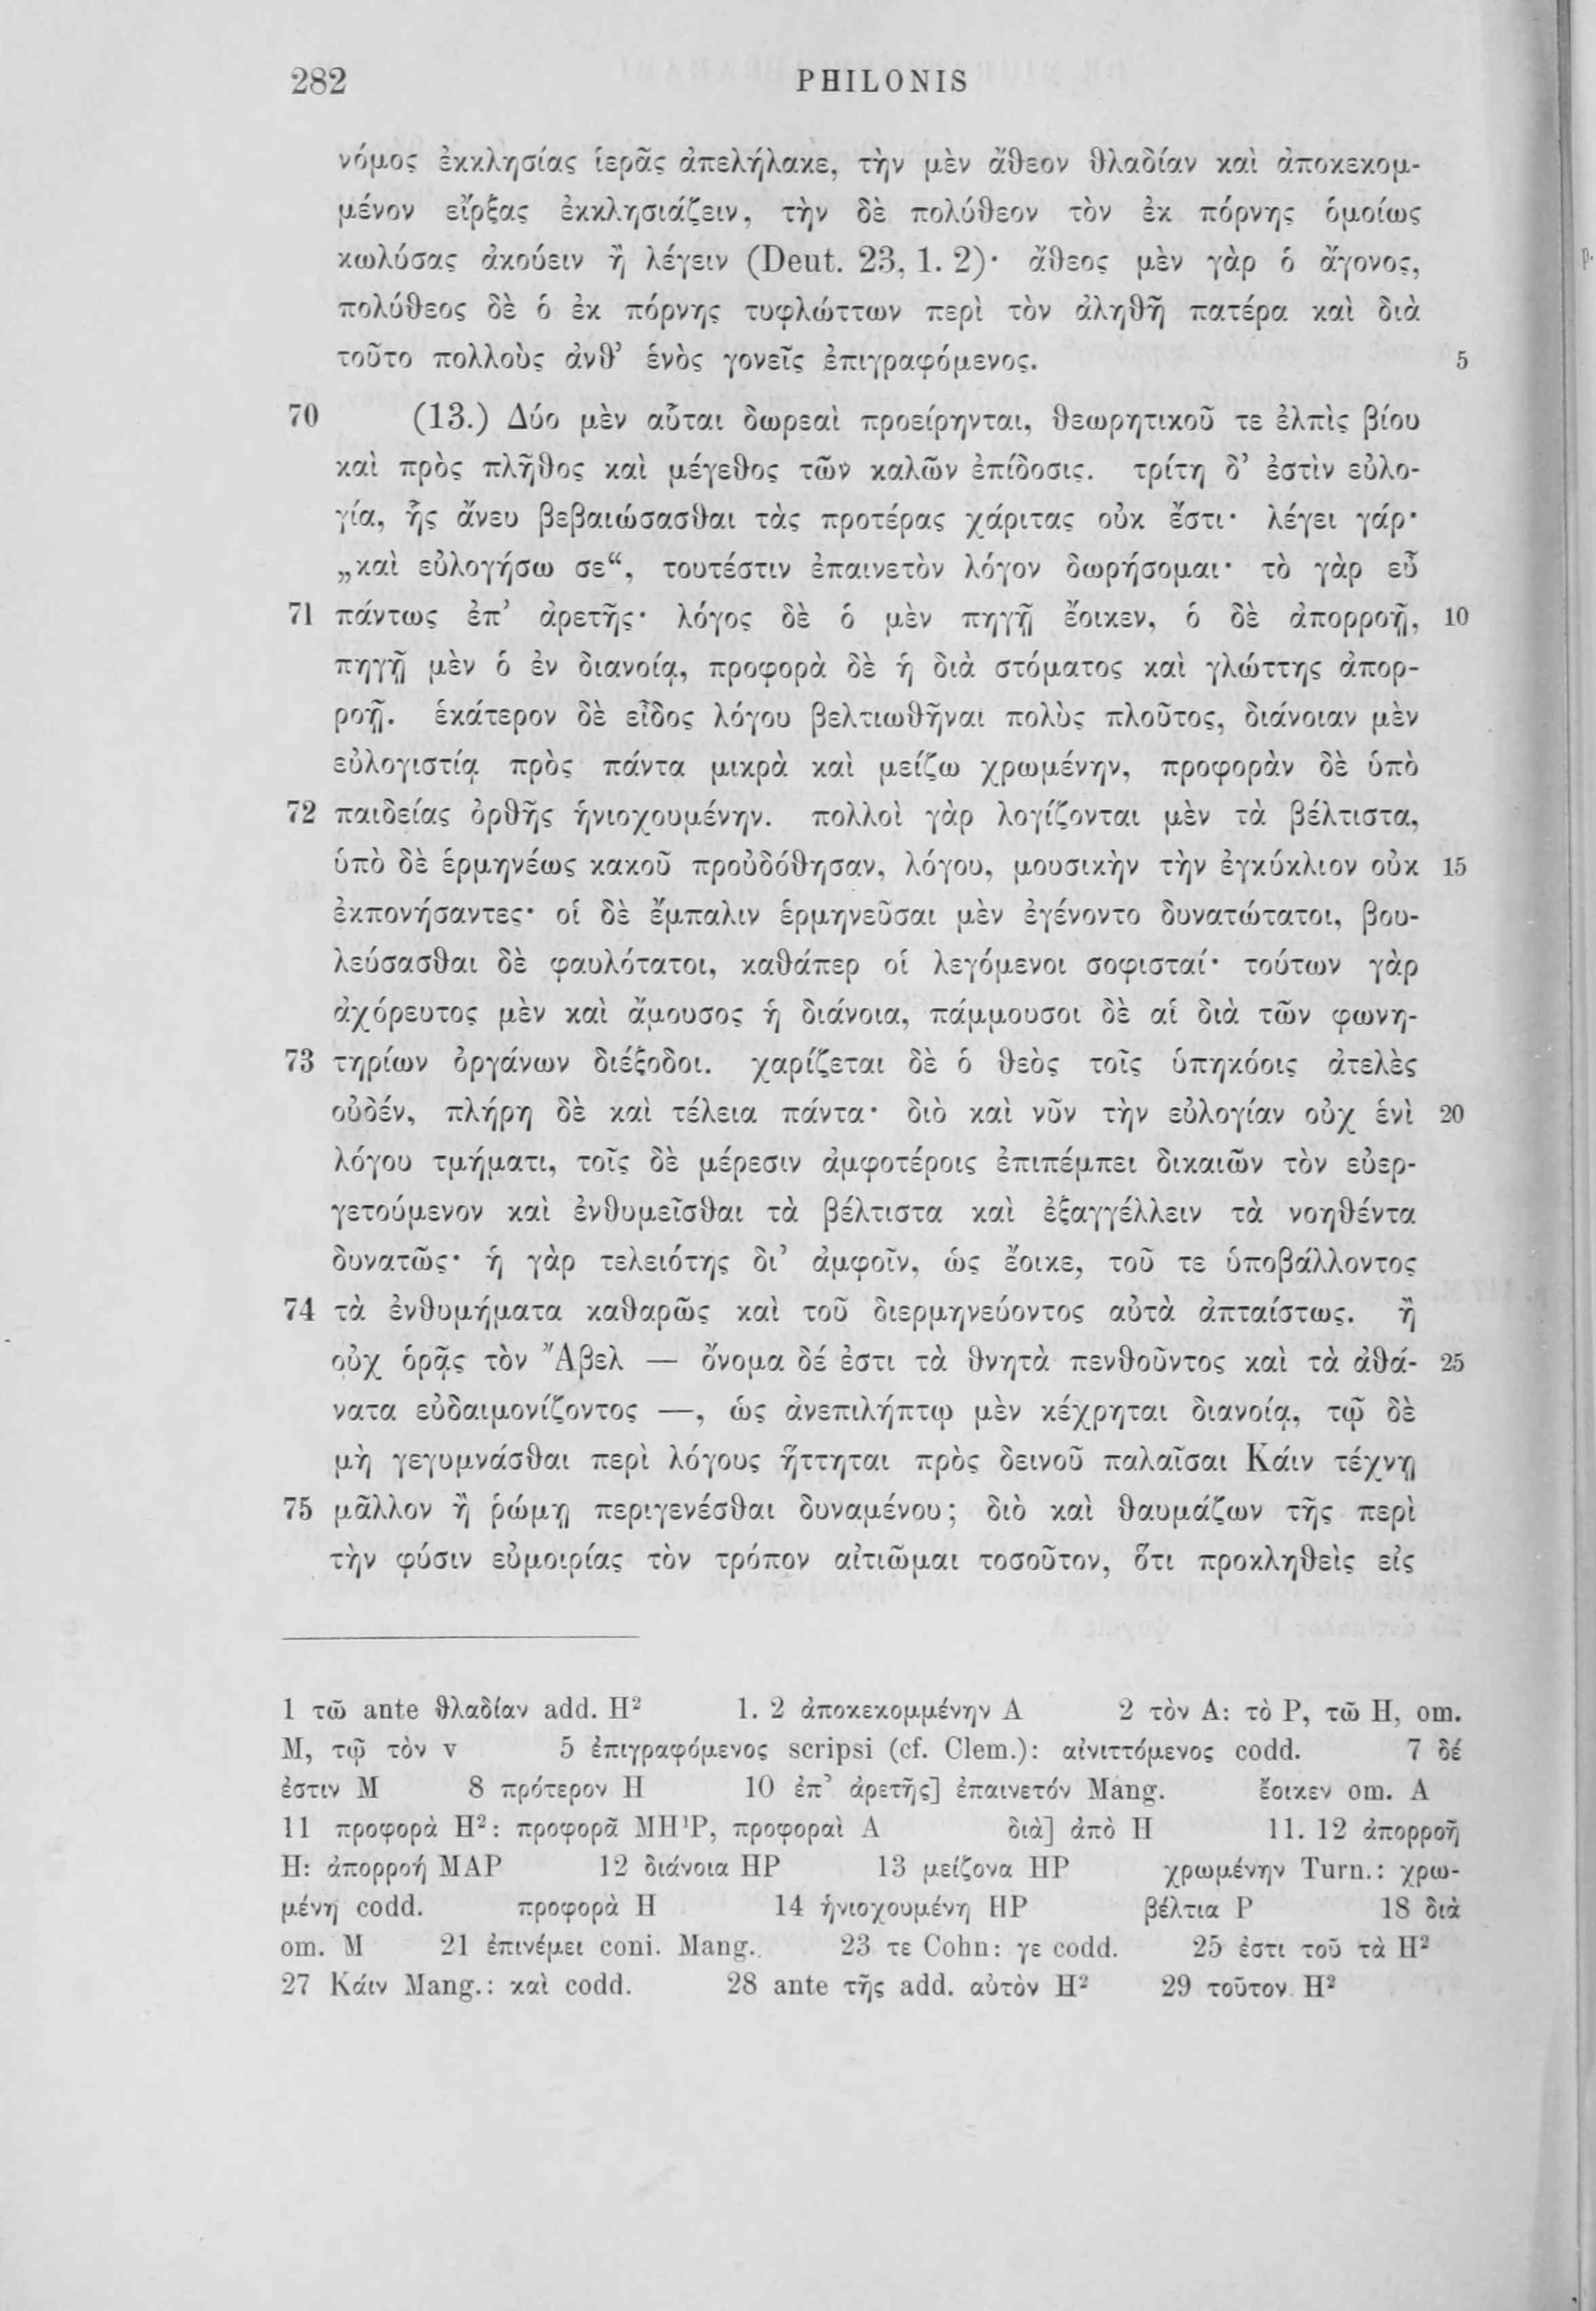 282 PHILONIS
νόμος ἐκκλησίας ἱερᾶς ἀπελήλακε, τὴν μὲν ἄθεον θλαδίαν καὶ ἀποκεκομ-
μένον εἴρξας ἐκκλησιάζειν, τὴν δὲ πολύθεον τὸν ἐκ πόρνης ὁμοίως
κωλύσας ἀκούειν ἢ λέγειν (Deut. 23, 1. 2)· ἄθεος μὲν γὰρ ὁ ἄγονος,
πολύθεος δὲ ὁ ἐκ πόρνης τυφλώττων περὶ τὸν ἀληθῆ πατέρα καὶ διὰ
τοῦτο πολλοὺς ἀνθ’ ἑνὸς γονεῖς ἐπιγραφόμενος. 5
70 (13.) Δύο μὲν αὗται δωρεαὶ προείρηνται, θεωρητικοῦ τε ἐλπὶς βίου
καὶ πρὸς πλῆθος καὶ μέγεθος τῶν καλῶν ἐπίδοσις. τρίτη δ’ ἐστὶν εὐλο-
γία, ἧς ἄνευ βεβαιώσασθαι τὰς προτέρας χάριτας οὐκ ἔστι· λέγει γάρ·
„καὶ εὐλογήσω σε“, τουτέστιν ἐπαινετὸν λόγον δωρήσομαι· τὸ γὰρ εὖ
71 πάντως ἐπ’ ἀρετῆς· λόγος δὲ ὁ μὲν πηγῇ ἔοικεν, ὁ δὲ ἀπορροῇ, 10
πηγῇ μὲν ὁ ἐν διανοίᾳ, προφορὰ δὲ ἡ διὰ στόματος καὶ γλώττης ἀπορ-
ροῇ. ἑκάτερον δὲ εἶδος λόγου βελτιωθῆναι πολὺς πλοῦτος, διάνοιαν μὲν
εὐλογιστίᾳ πρὸς πάντα μικρὰ καὶ μείζω χρωμένην, προφορὰν δὲ ὑπὸ
72 παιδείας ὀρθῆς ἡνιοχουμένην. πολλοὶ γὰρ λογίζονται μὲν τὰ βέλτιστα,
ὑπὸ δὲ ἑρμηνέως κακοῦ προὐδόθησαν, λόγου, μουσικὴν τὴν ἐγκύκλιον οὐκ 15
ἐκπονήσαντες· οἱ δὲ ἔμπαλιν ἑρμηνεῦσαι μὲν ἐγένοντο δυνατώτατοι, βου-
λεύσασθαι δὲ φαυλότατοι, καθάπερ οἱ λεγόμενοι σοφισταί· τούτων γὰρ
ἀχόρευτος μὲν καὶ ἄμουσος ἡ διάνοια, πάμμουσοι δὲ αἱ διὰ τῶν φωνη-
73 τηρίων ὀργάνων διέξοδοι. χαρίζεται δὲ ὁ θεὸς τοῖς ὑπηκόοις ἀτελὲς
οὐδέν, πλήρη δὲ καὶ τέλεια πάντα· διὸ καὶ νῦν τὴν εὐλογίαν οὐχ ἑνὶ 20
λόγου τμήματι, τοῖς δὲ μέρεσιν ἀμφοτέροις ἐπιπέμπει δικαιῶν τὸν εὐερ-
γετούμενον καὶ ἐνθυμεῖσθαι τὰ βέλτιστα καὶ ἐξαγγέλλειν τὰ νοηθέντα
δυνατῶς· ἡ γὰρ τελειότης δι’ ἀμφοῖν, ὡς ἔοικε, τοῦ τε ὑποβάλλοντος
74 τὰ ἐνθυμήματα καθαρῶς καὶ τοῦ διερμηνεύοντος αὐτὰ ἀπταίστως. ἢ
οὐχ ὁρᾷς τὸν Ἄβελ — ὄνομα δέ ἐστι τὰ θνητὰ πενθοῦντος καὶ τὰ ἀθά- 25
νατα εὐδαιμονίζοντος —, ὡς ἀνεπιλήπτῳ μὲν κέχρηται διανοίᾳ, τῷ δὲ
μὴ γεγυμνάσθαι περὶ λόγους ἥττηται πρὸς δεινοῦ παλαῖσαι Κάιν τέχνῃ
75 μᾶλλον ἢ ῥώμῃ περιγενέσθαι δυναμένου; διὸ καὶ θαυμάζων τῆς περὶ
τὴν φύσιν εὐμοιρίας τὸν τρόπον αἰτιῶμαι τοσοῦτον, ὅτι προκληθεὶς εἰς
1 τῶ ante θλαδίαν add. H² 1. 2 ἀποκεκομμένην A 2 τὸν A: τὸ P, τῶ H, om.
M, τῷ τὸν v 5 ἐπιγραφόμενος scripsi (cf. Clem.): αἰνιττόμενος codd. 7 δέ
ἐστιν M 8 πρότερον H 10 ἐπ’ ἀρετῆς] ἐπαινετόν Mang. ἔοικεν om. A
11 προφορὰ H²: προφορᾶ MH¹P, προφοραὶ A διὰ] ἀπὸ H 11. 12 ἀπορροῆ
H: ἀπορροή MAP 12 διάνοια HP 13 μείζονα HP χρωμένην Turn.: χρω-
μένη codd. προφορὰ H 14 ἡνιοχουμένη HP βέλτια P 18 διὰ
om. M 21 ἐπινέμει coni. Mang. 23 τε Cohn: γε codd. 25 ἐστι τοῦ τὰ H²
27 Κάιν Mang.: καὶ codd. 28 ante τῆς add. αὐτὸν H² 29 τοῦτον H²